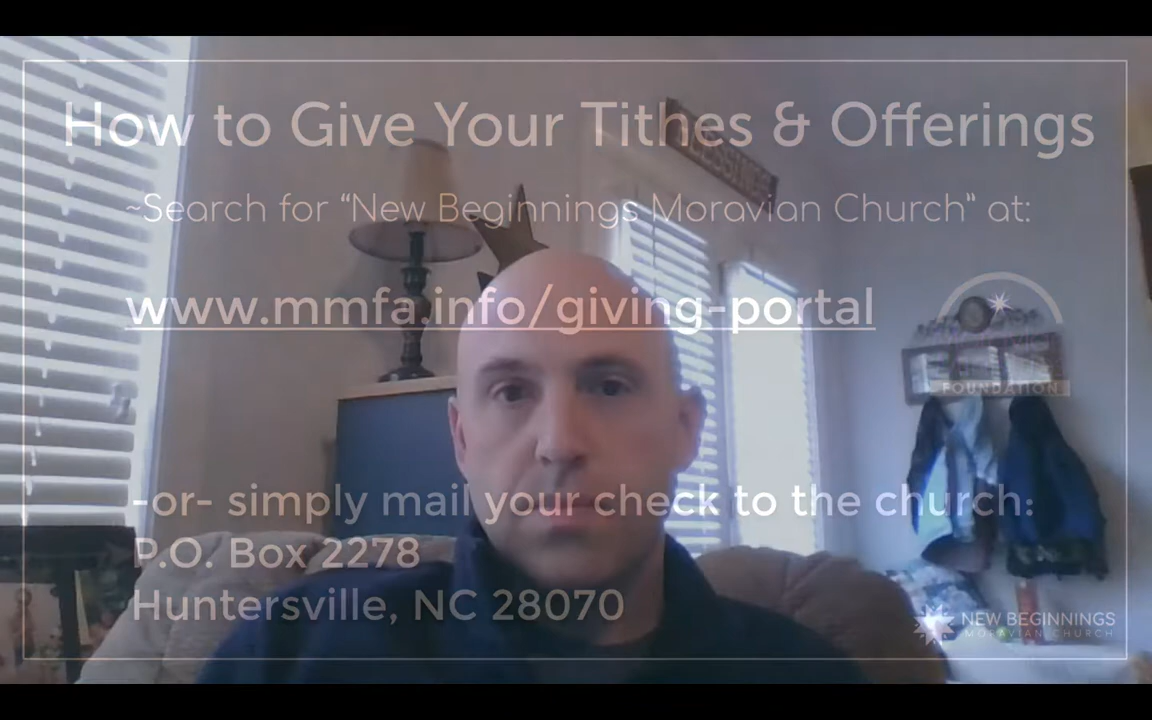 How to Give Your Tithes & Offerings
~Search for “New Beginnings Moravian Church” at:
www.mmfa.info/giving-portal
FOUNDATION
-or- simply mail your check to the church:
P.O. Box 2278
Huntersville, NC 28070
NEW BEGINNINGS
MORAVIAN CHURCH